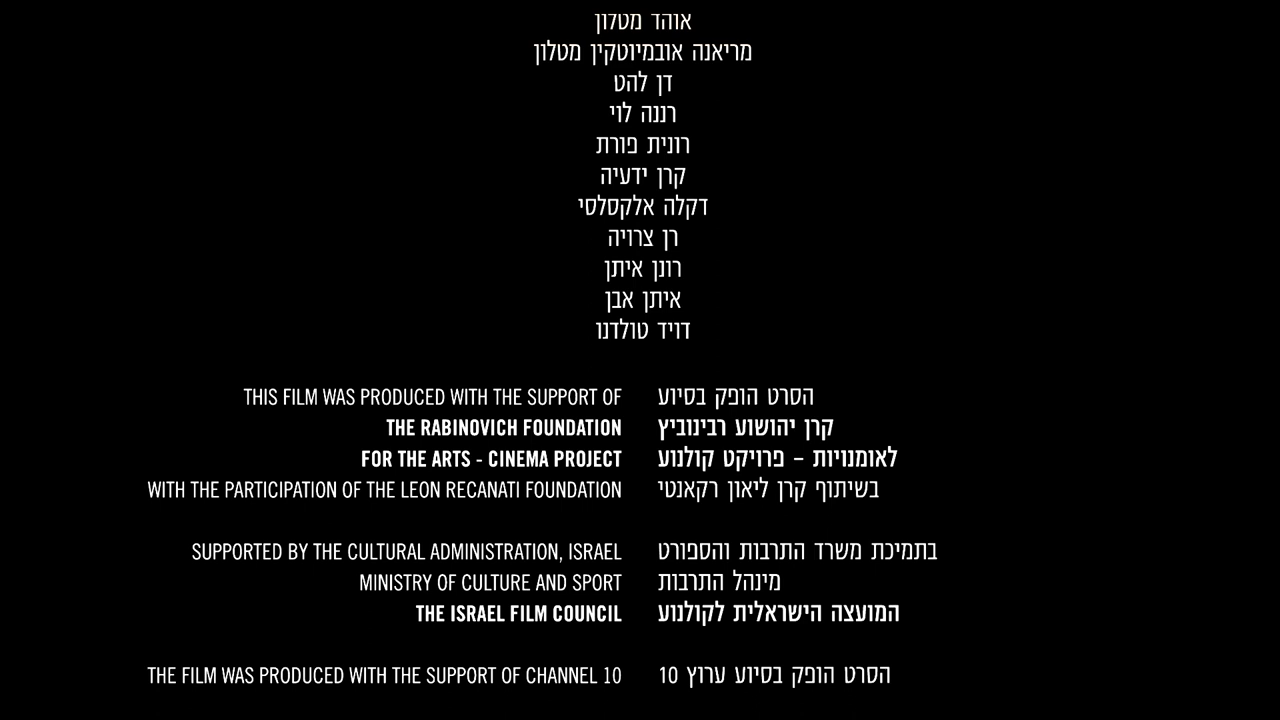 אוהד מטלון
מריאנה אובמיוטקין מטלון
דן להט
רננה לוי
רונית פורת
קרן ידעיה
דקלה אלקסלסי
רן צרויה
רונן איתן
איתן אבן
דויד טולדנו
THIS FILM WAS PRODUCED WITH THE SUPPORT OF הסרט הופק בסיוע
THE RABINOVICH FOUNDATION קרן יהושוע רבינוביץ
FOR THE ARTS - CINEMA PROJECT לאומנויות – פרויקט קולנוע
WITH THE PARTICIPATION OF THE LEON RECANATI FOUNDATION בשיתוף קרן ליאון רקאנטי
SUPPORTED BY THE CULTURAL ADMINISTRATION, ISRAEL בתמיכת משרד התרבות והספורט
MINISTRY OF CULTURE AND SPORT מינהל התרבות
THE ISRAEL FILM COUNCIL המועצה הישראלית לקולנוע
THE FILM WAS PRODUCED WITH THE SUPPORT OF CHANNEL 10 הסרט הופק בסיוע ערוץ 10